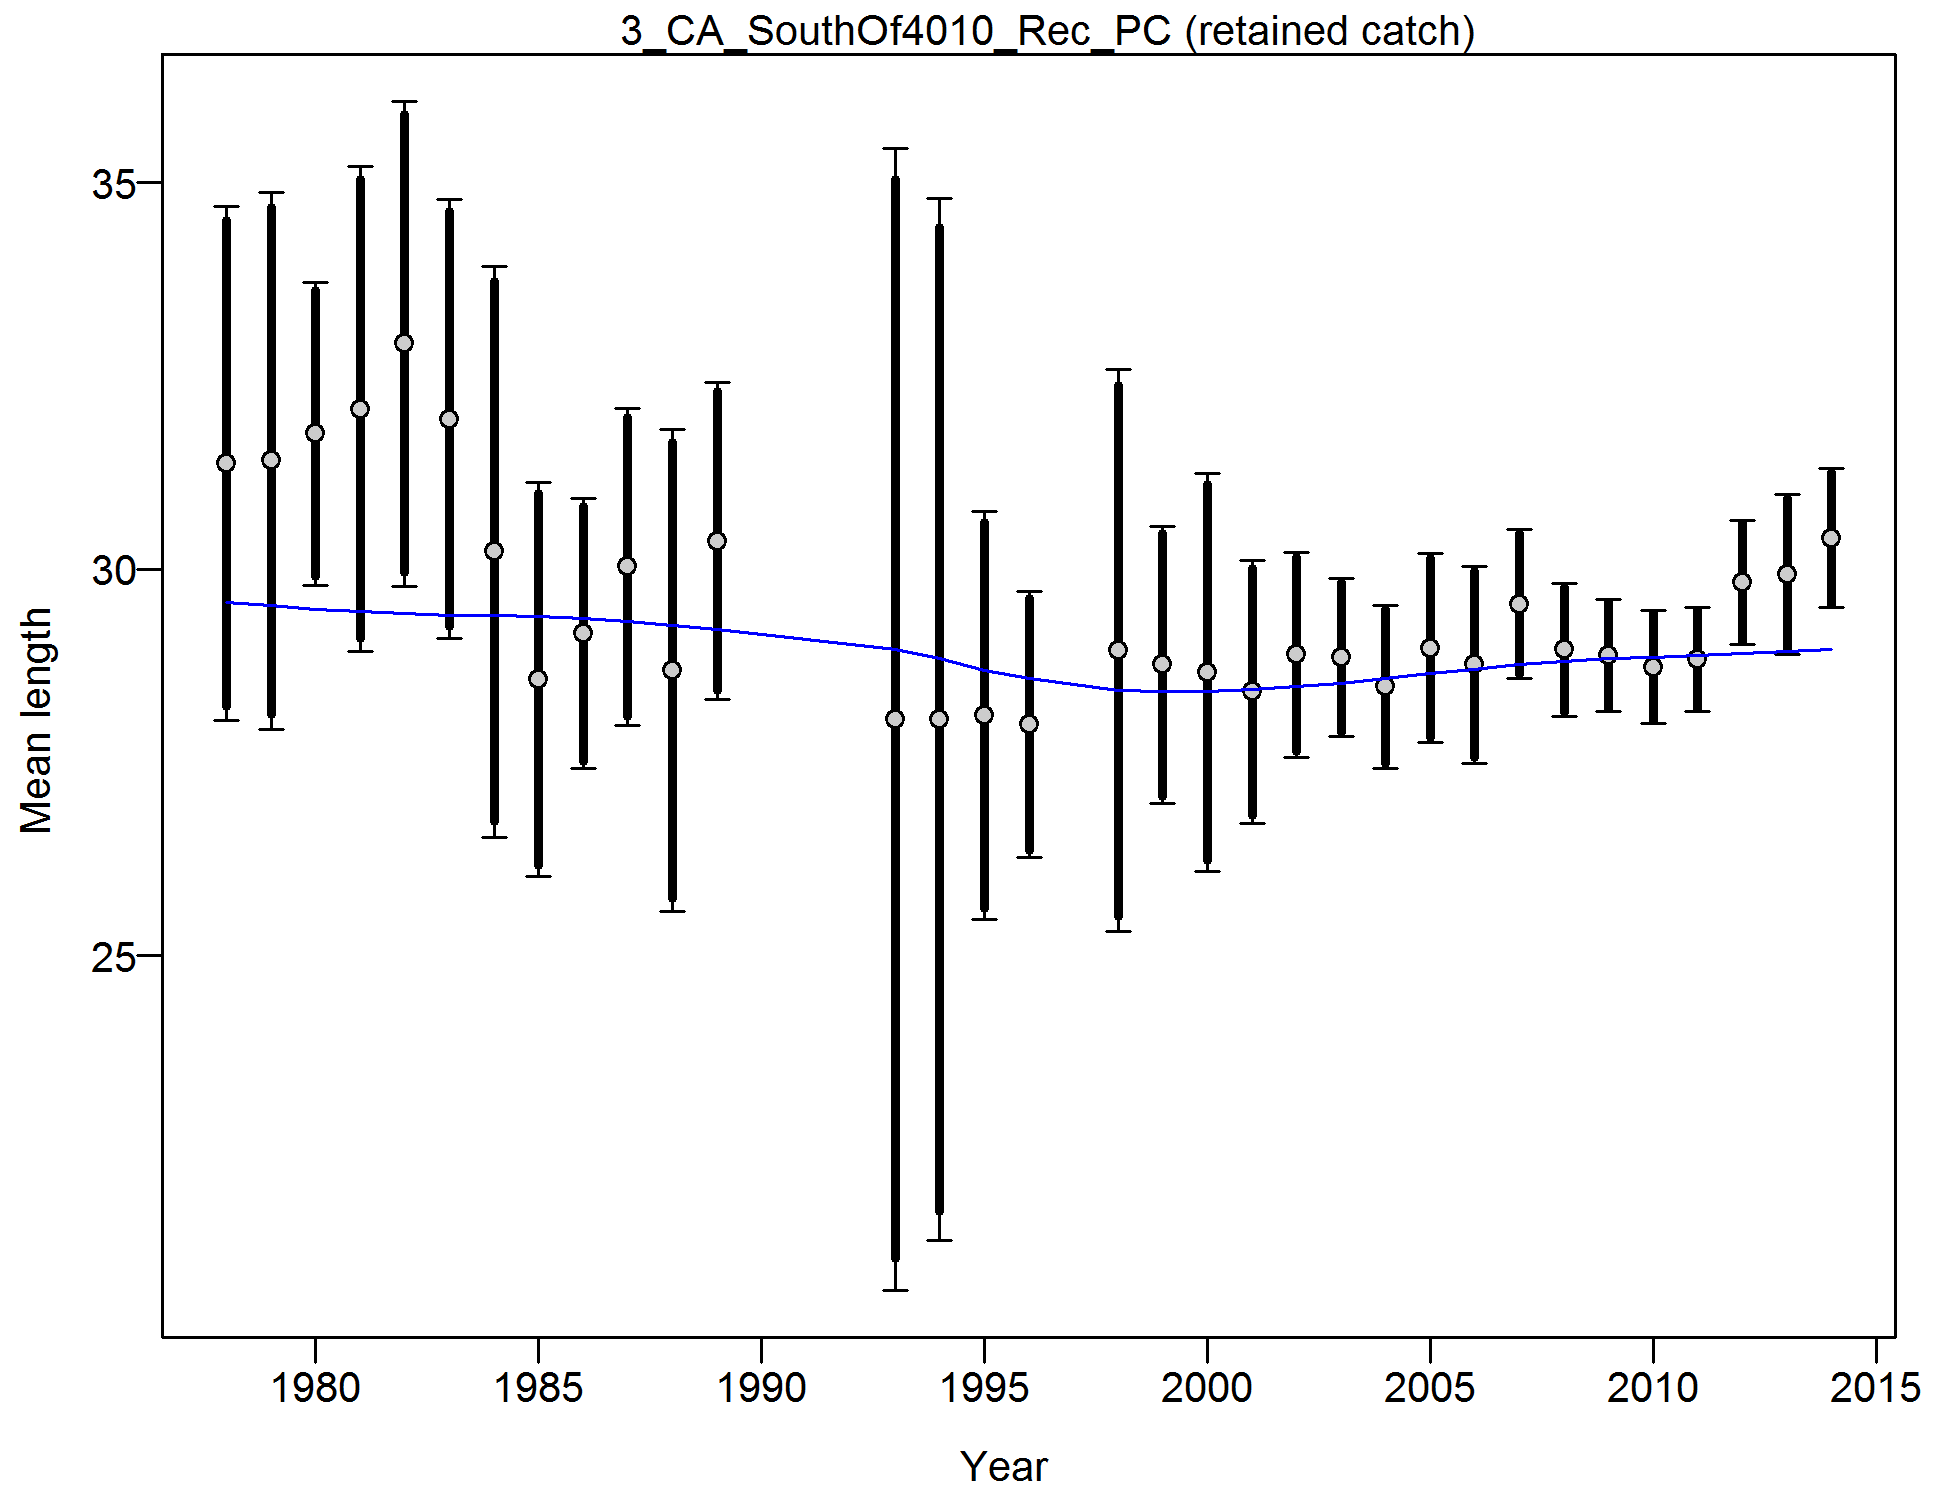 3_CA_SouthOf4010_Rec_PC (retained catch)
35
30
25
Mean length
1980 1985 1990 1995 2000 2005 2010 2015
Year